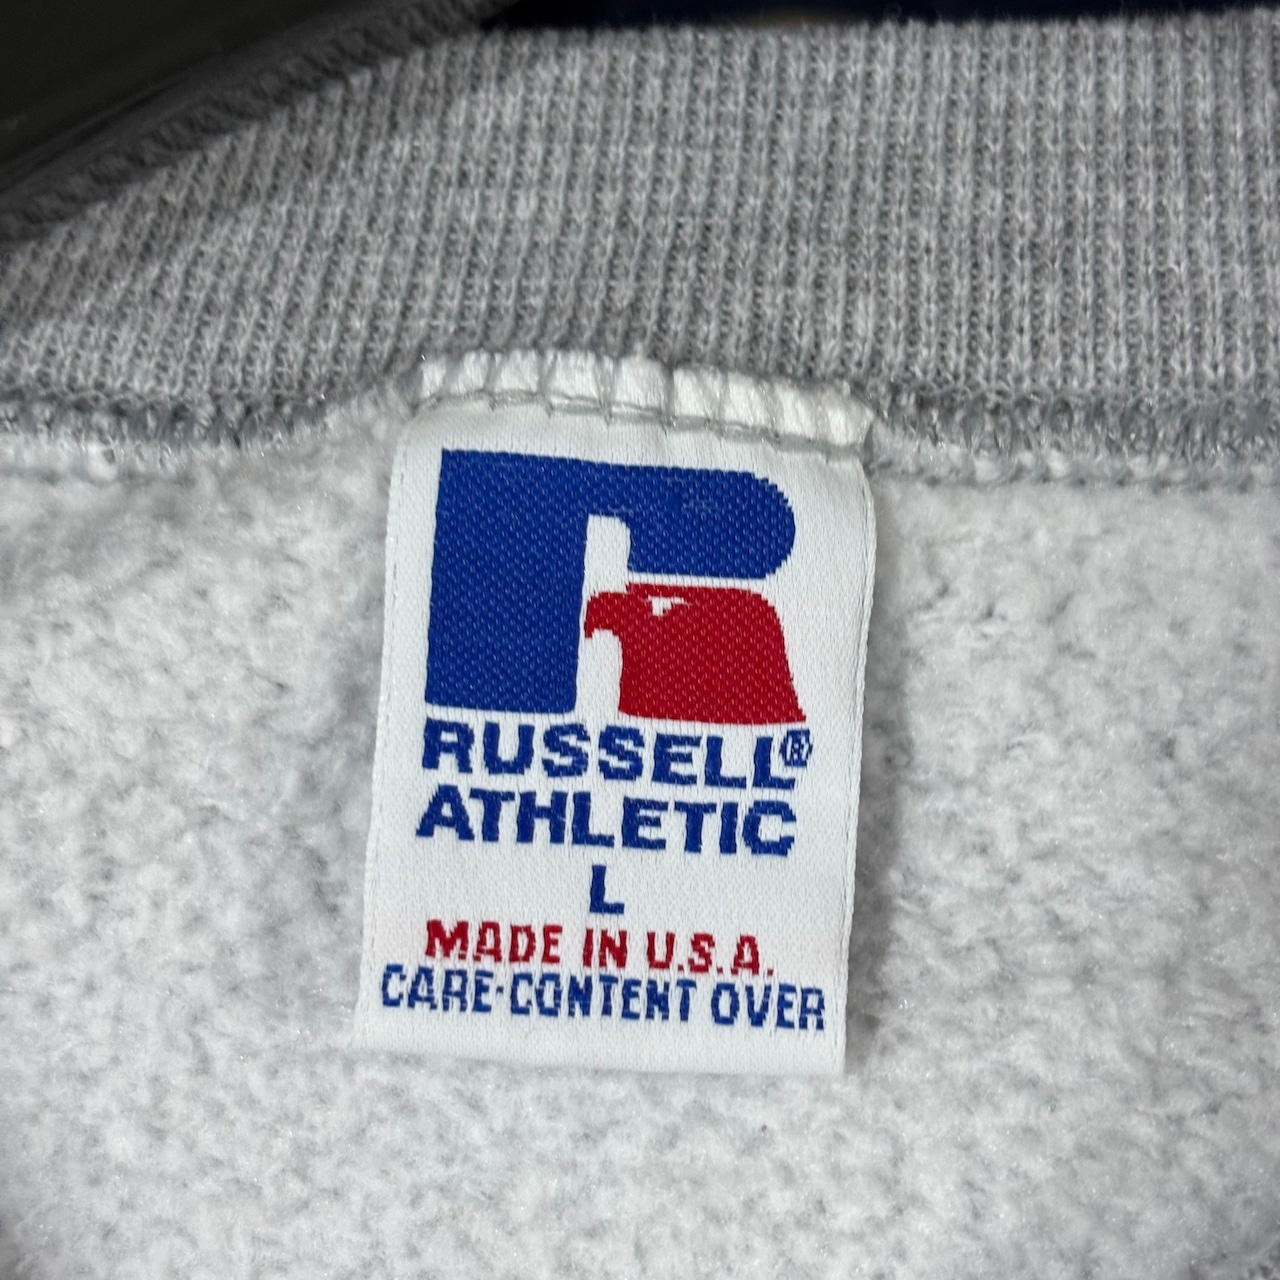 RUSSELL®
ATHLETIC
L
MADE IN U.S.A.
CARE·CONTENT OVER